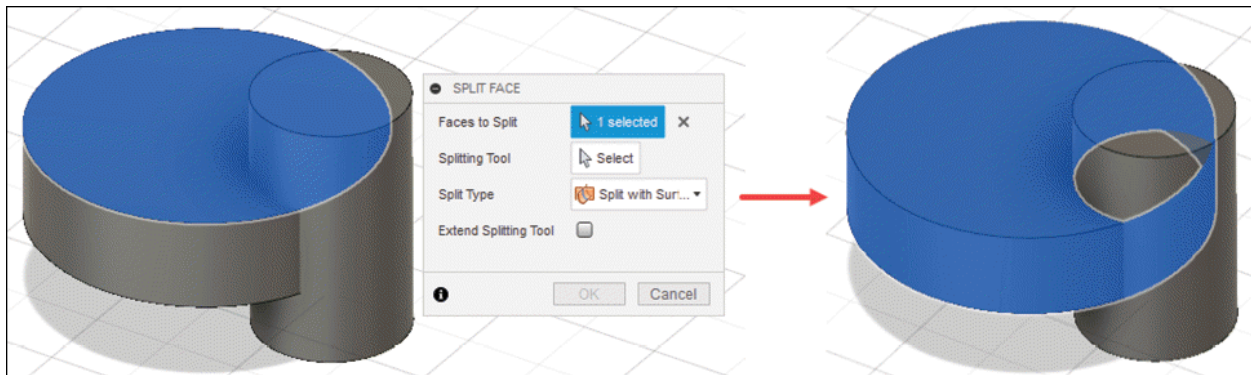 SPLIT FACE
Faces to Split 1 selected
Splitting Tool Select
Split Type Split with Surf...
Extend Splitting Tool
OK Cancel